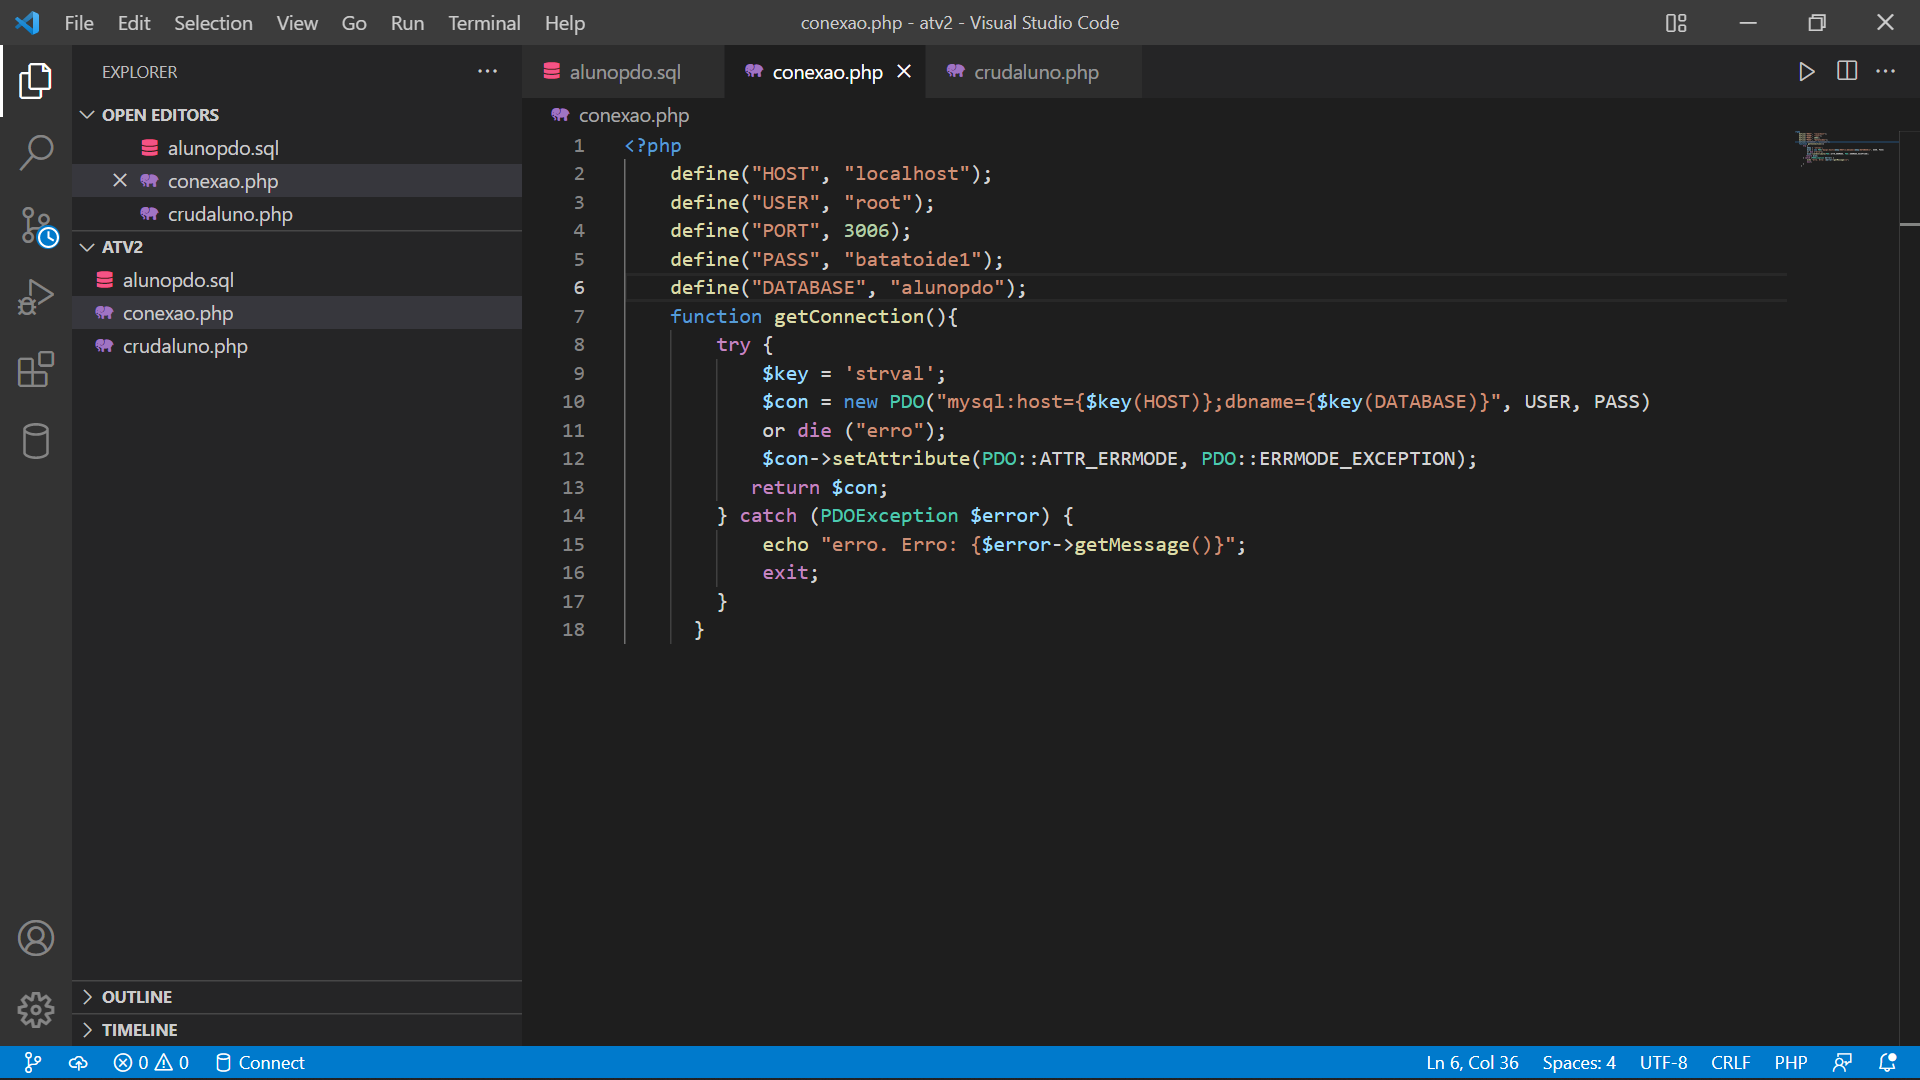 File Edit Selection View Go Run Terminal Help
conexao.php - atv2 - Visual Studio Code
EXPLORER
OPEN EDITORS
alunopdo.sql
conexao.php
crudaluno.php
ATV2
alunopdo.sql
conexao.php
crudaluno.php
OUTLINE
TIMELINE
alunopdo.sql conexao.php crudaluno.php
conexao.php
1 <?php
2 define("HOST", "localhost");
3 define("USER", "root");
4 define("PORT", 3006);
5 define("PASS", "batatoide1");
6 define("DATABASE", "alunopdo");
7 function getConnection(){
8 try {
9 $key = 'strval';
10 $con = new PDO("mysql:host={$key(HOST)};dbname={$key(DATABASE)}", USER, PASS)
11 or die ("erro");
12 $con->setAttribute(PDO::ATTR_ERRMODE, PDO::ERRMODE_EXCEPTION);
13 return $con;
14 } catch (PDOException $error) {
15 echo "erro. Erro: {$error->getMessage()}";
16 exit;
17 }
18 }
0 0 Connect
Ln 6, Col 36 Spaces: 4 UTF-8 CRLF PHP